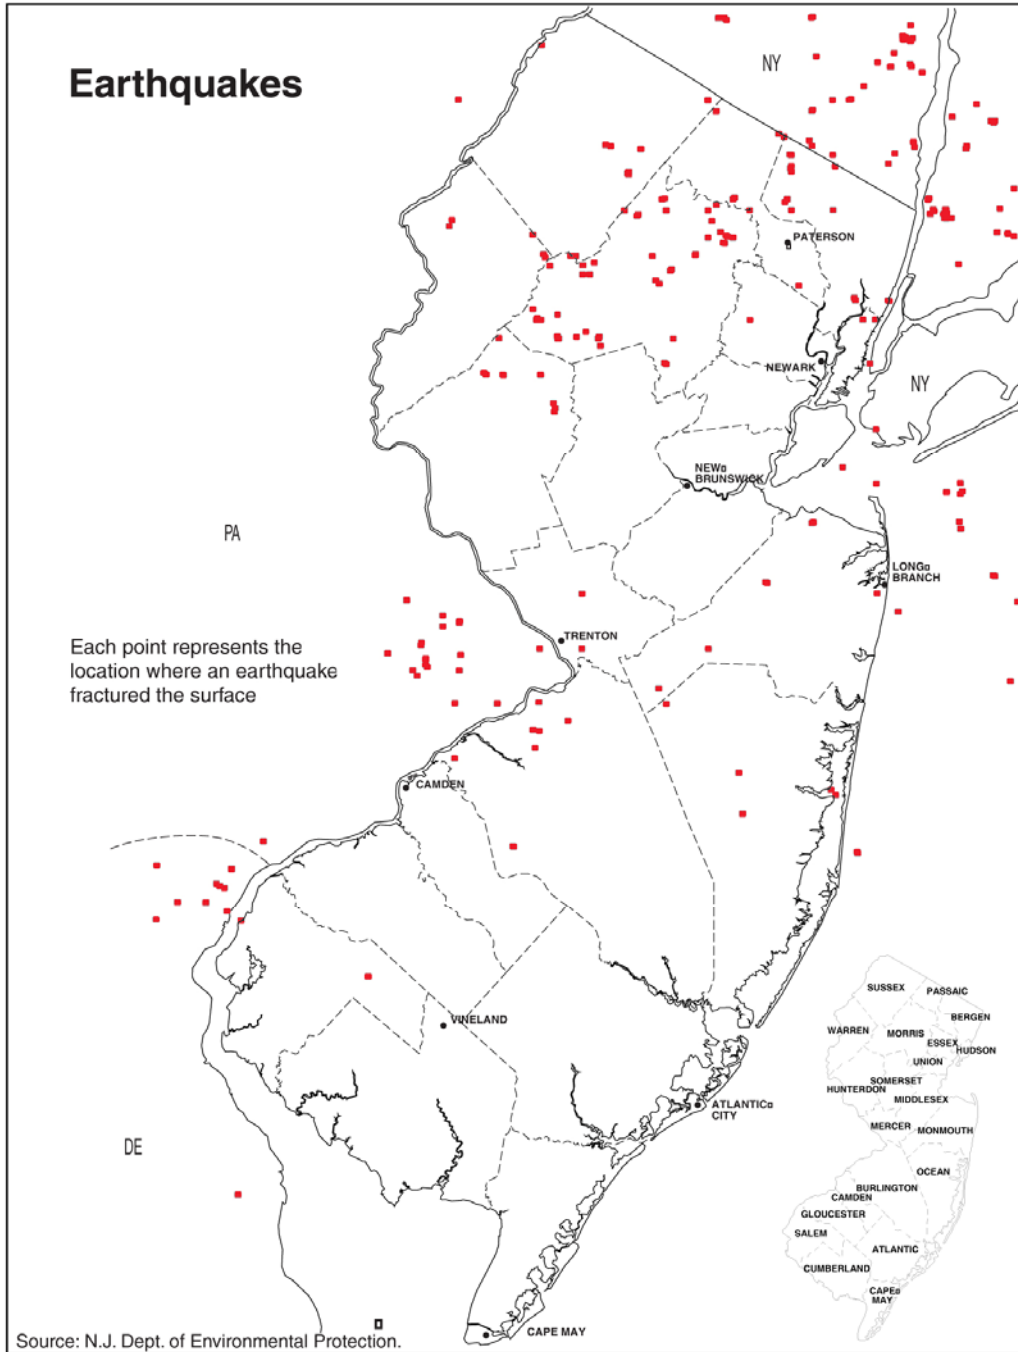 Earthquakes
NY
PATERSON
NEWARK
NY
NEW
BRUNSWICK
PA
LONG
BRANCH
TRENTON
Each point represents the
location where an earthquake
fractured the surface
CAMDEN
VINELAND
ATLANTIC
CITY
DE
CAPE MAY
SUSSEX
PASSAIC
BERGEN
WARREN
MORRIS
ESSEX
HUDSON
UNION
SOMERSET
HUNTERDON
MIDDLESEX
MERCER
MONMOUTH
OCEAN
BURLINGTON
CAMDEN
GLOUCESTER
SALEM
ATLANTIC
CUMBERLAND
CAPE
MAY
Source: N.J. Dept. of Environmental Protection.